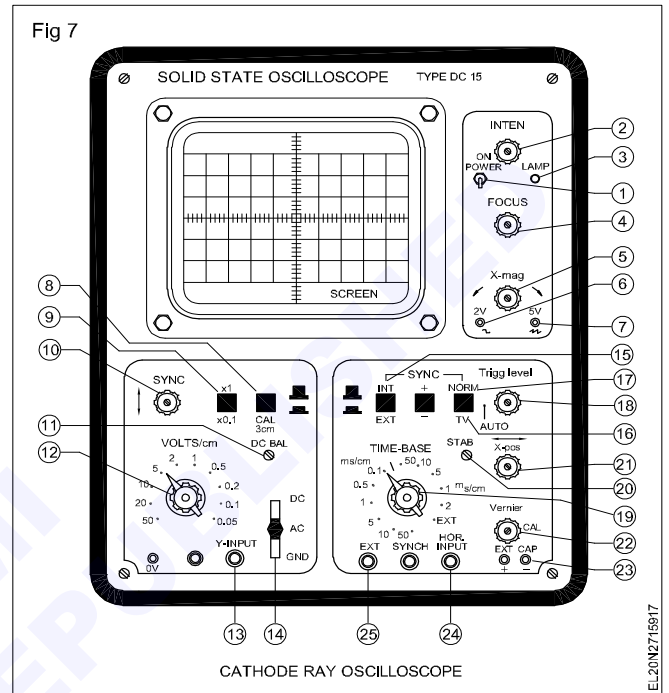 Fig 7
SOLID STATE OSCILLOSCOPE TYPE DC 15
INTEN
ON
POWER LAMP
FOCUS
X-mag
2V 5V
SCREEN
1
2
3
4
5
6
7
8
9
10
11
12
SYNC
x1
x0.1
CAL
3cm
DC BAL
VOLTS/cm
50 20 10 5 2 1 0.5 0.2 0.1 0.05
DC
AC
GND
0V
Y-INPUT
13
14
SYNC
INT + NORM
EXT - TV
Trigg level
AUTO
STAB
X-pos
TIME-BASE
ms/cm
0.1 50 10 5
0.5 1 ms/cm
1 2
5 EXT
10 50
Vernier
CAL
EXT CAP
+ -
EXT SYNCH HOR.
INPUT
15
17
18
16
21
20
19
22
23
25
24
CATHODE RAY OSCILLOSCOPE
EL20N2715917